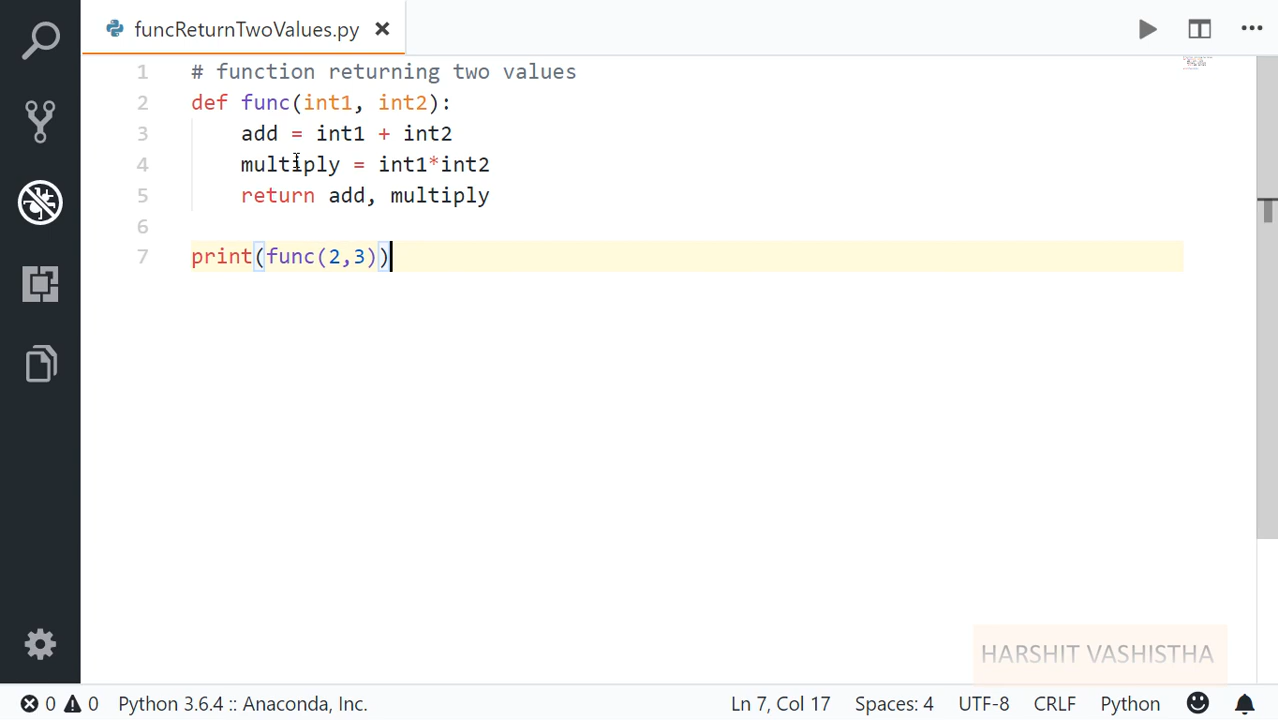 funcReturnTwoValues.py
1 # function returning two values
2 def func(int1, int2):
3     add = int1 + int2
4     multiply = int1*int2
5     return add, multiply
6
7 print(func(2,3))
HARSHIT VASHISTHA
0 0 Python 3.6.4 :: Anaconda, Inc. Ln 7, Col 17 Spaces: 4 UTF-8 CRLF Python